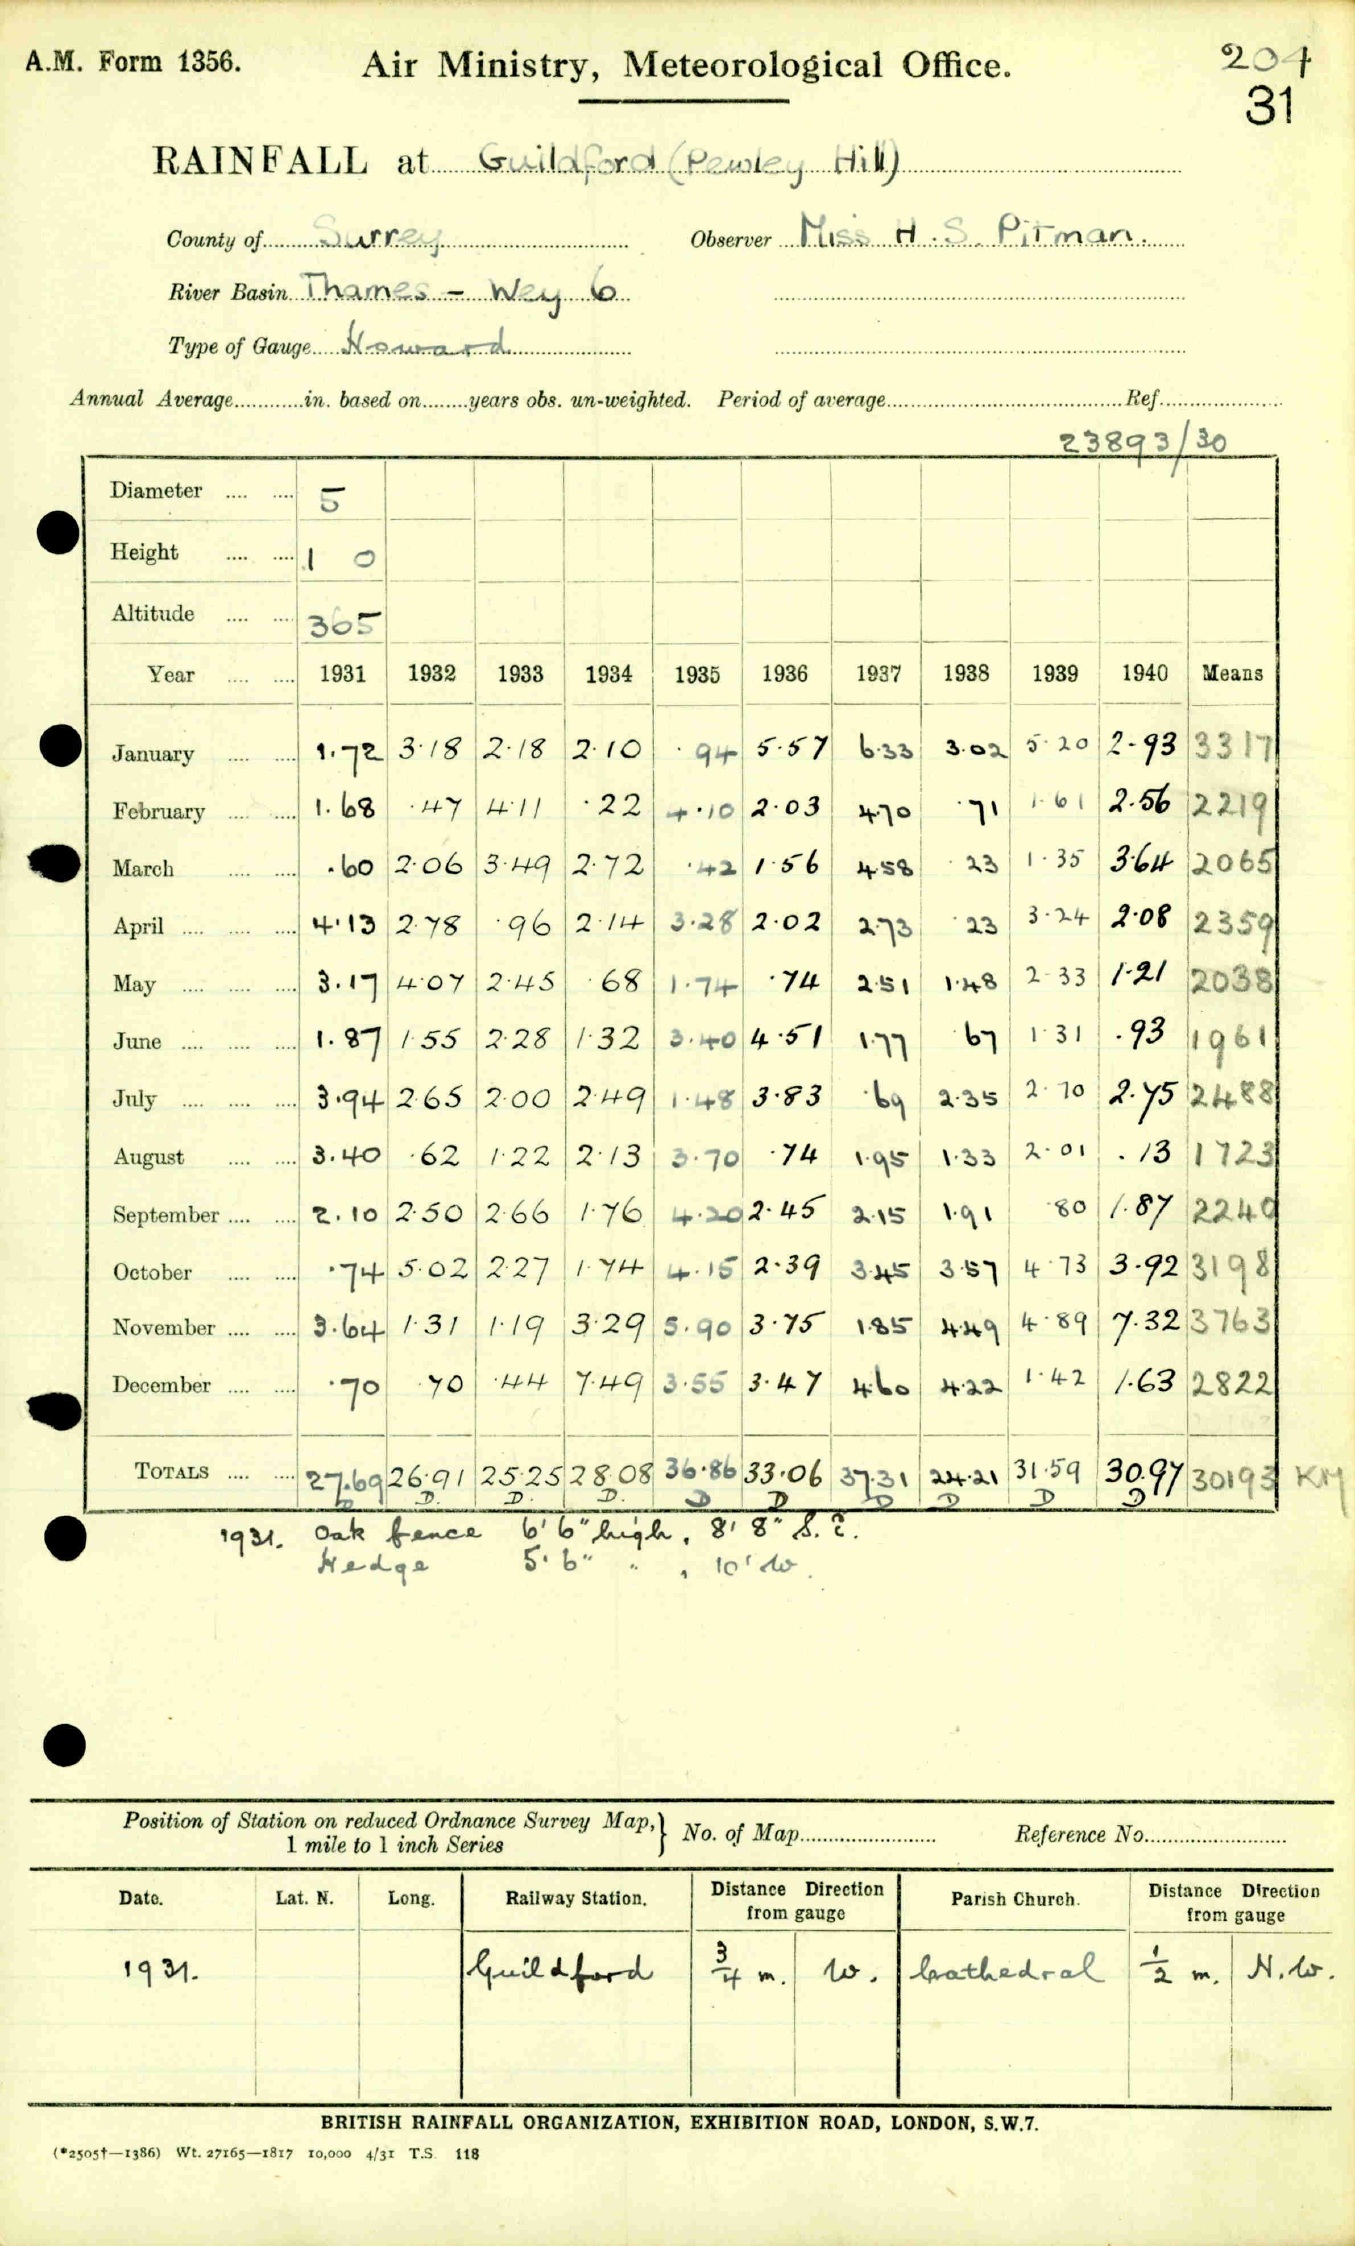 A.M. Form 1356.
Air Ministry, Meteorological Office.
204
31
RAINFALL at Guildford (Pewley Hill)
County of Surrey Observer Miss H. S. Pitman.
River Basin Thames - Wey 6
Type of Gauge Howard
Annual Average............in. based on........years obs. un-weighted. Period of average........................................Ref.....................
23893/30
Diameter .... .... 5
Height .... .... 1 0
Altitude .... .... 365
Year .... .... 1931 1932 1933 1934 1935 1936 1937 1938 1939 1940 Means
January .... .... 1.72 3.18 2.18 2.10 .94 5.57 6.33 3.02 5.20 2.93 3317
February .... .... 1.68 .47 4.11 .22 4.10 2.03 4.70 .71 1.61 2.56 2219
March .... .... .60 2.06 3.49 2.72 .42 1.56 4.58 .23 1.35 3.64 2065
April .... .... .... 4.13 2.78 .96 2.14 3.28 2.02 2.73 .23 3.24 2.08 2359
May .... .... .... 3.17 4.07 2.45 .68 1.74 .74 2.51 1.48 2.33 1.21 2038
June .... .... .... 1.87 1.55 2.28 1.32 3.40 4.51 1.77 .67 1.31 .93 1961
July .... .... .... 3.94 2.65 2.00 2.49 1.48 3.83 .69 2.35 2.70 2.75 2488
August .... .... 3.40 .62 1.22 2.13 3.70 .74 1.95 1.33 2.01 .13 1723
September .... .... 2.10 2.50 2.66 1.76 4.20 2.45 2.15 1.91 .80 1.87 2240
October .... .... .74 5.02 2.27 1.74 4.15 2.39 3.45 3.57 4.73 3.92 3198
November .... .... 3.64 1.31 1.19 3.29 5.90 3.75 1.85 4.49 4.89 7.32 3763
December .... .... .70 .70 .44 7.49 3.55 3.47 4.60 4.22 1.42 1.63 2822
TOTALS .... .... 27.69 26.91 25.25 28.08 36.86 33.06 37.31 24.21 31.59 30.97 30193 KM
D D. D. D. D D D D D D
1931. Oak fence 6' 6" high, 8' 8" S. E.
Hedge 5' 6" " , 10' W.
Position of Station on reduced Ordnance Survey Map,} No. of Map........................ Reference No.........................
1 mile to 1 inch Series
Date. Lat. N. Long. Railway Station. Distance Direction from gauge Parish Church. Distance Direction from gauge
1931. Guildford 3/4 m. W. Cathedral 1/2 m. N.W.
BRITISH RAINFALL ORGANIZATION, EXHIBITION ROAD, LONDON, S.W.7.
(*2505†—1386) Wt. 27165—1817 10,000 4/31 T.S. 118